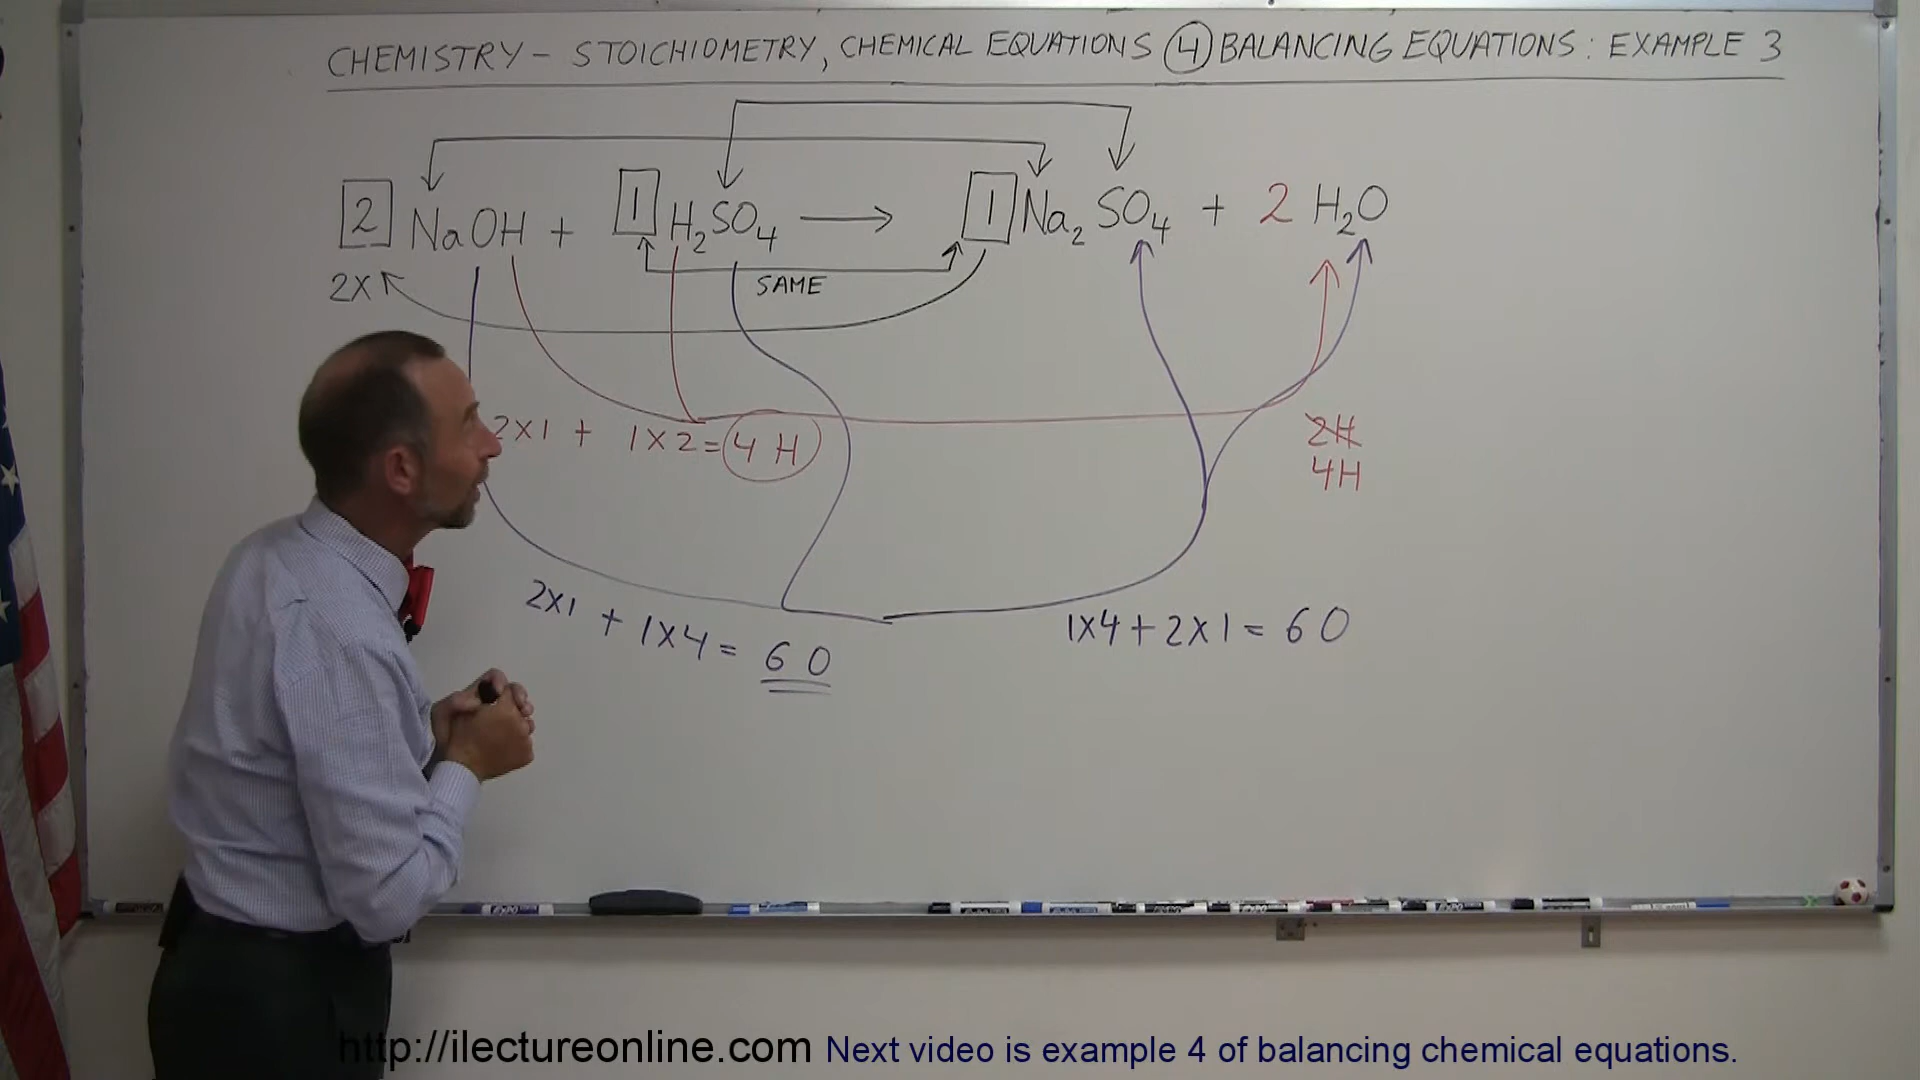 CHEMISTRY - STOICHIOMETRY, CHEMICAL EQUATIONS ④ BALANCING EQUATIONS: EXAMPLE 3
2 NaOH + 1 H₂SO₄ → 1 Na₂SO₄ + 2 H₂O
2X
SAME
2X1 + 1X2 = 4 H
2H
4H
2X1 + 1X4 = 6 O
1X4 + 2X1 = 6 O
http://ilectureonline.com Next video is example 4 of balancing chemical equations.